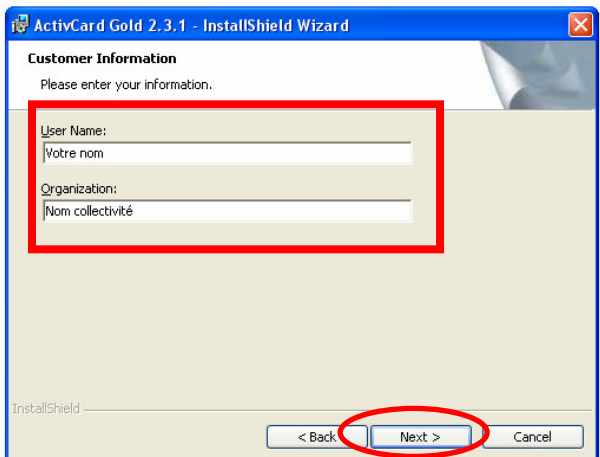 ActivCard Gold 2.3.1 - InstallShield Wizard
Customer Information
Please enter your information.
User Name:
Votre nom
Organization:
Nom collectivité
InstallShield
< Back Next > Cancel